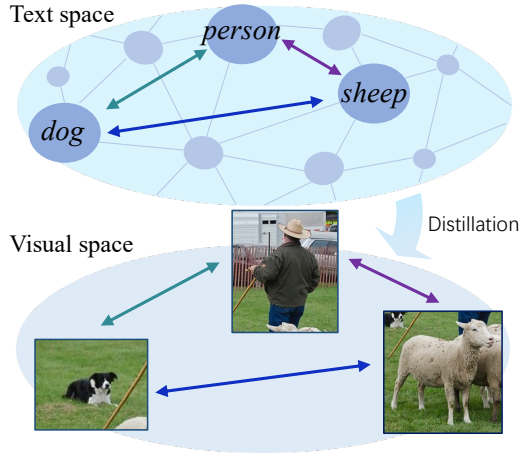 Text space
person
sheep
dog
Distillation
Visual space